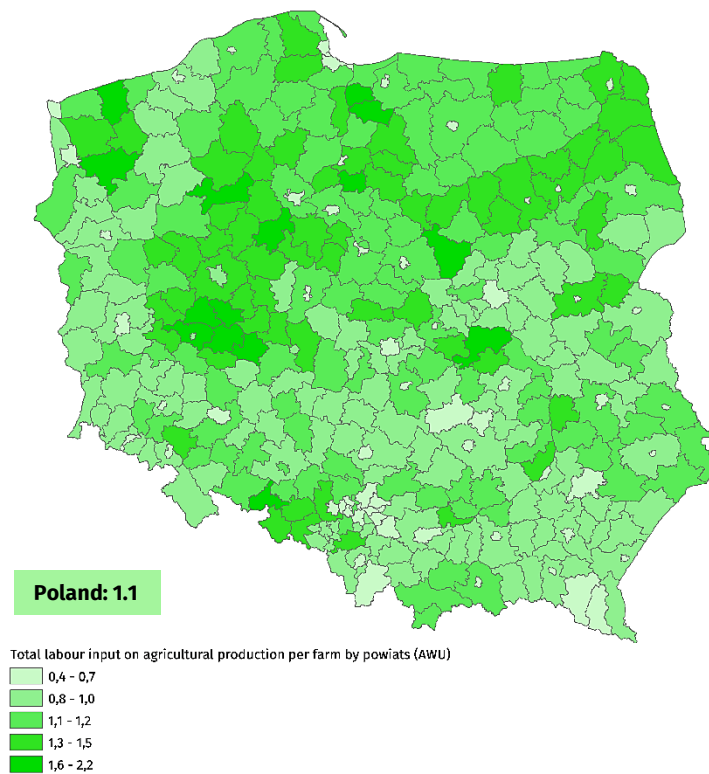 Poland: 1.1
Total labour input on agricultural production per farm by powiats (AWU)
0,4 - 0,7
0,8 - 1,0
1,1 - 1,2
1,3 - 1,5
1,6 - 2,2